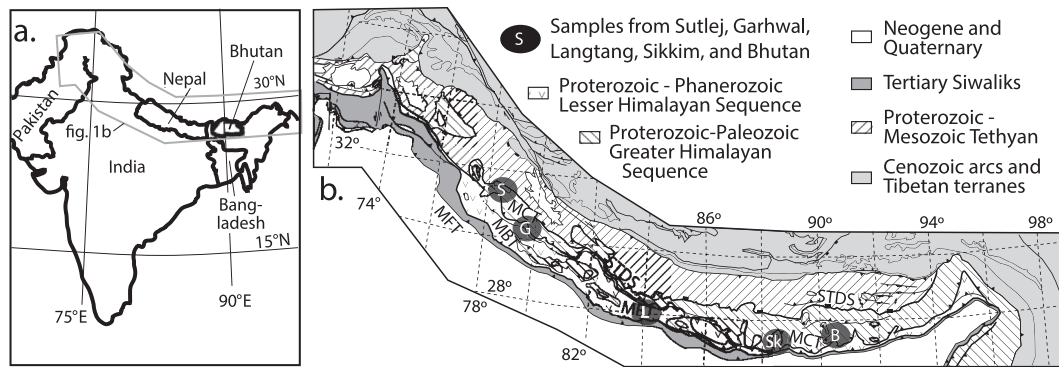 a.
Bhutan
Nepal
30°N
Pakistan
fig. 1b
India
Bang-
ladesh
15°N
75°E
90°E
S
Samples from Sutlej, Garhwal,
Langtang, Sikkim, and Bhutan
Proterozoic - Phanerozoic
Lesser Himalayan Sequence
Proterozoic-Paleozoic
Greater Himalayan
Sequence
Neogene and
Quaternary
Tertiary Siwaliks
Proterozoic -
Mesozoic Tethyan
Cenozoic arcs and
Tibetan terranes
b.
32°
74°
78°
28°
82°
86°
90°
94°
98°
S
MCT
G
MFT
MBT
STDS
L
STDS
Sk
MCT
B